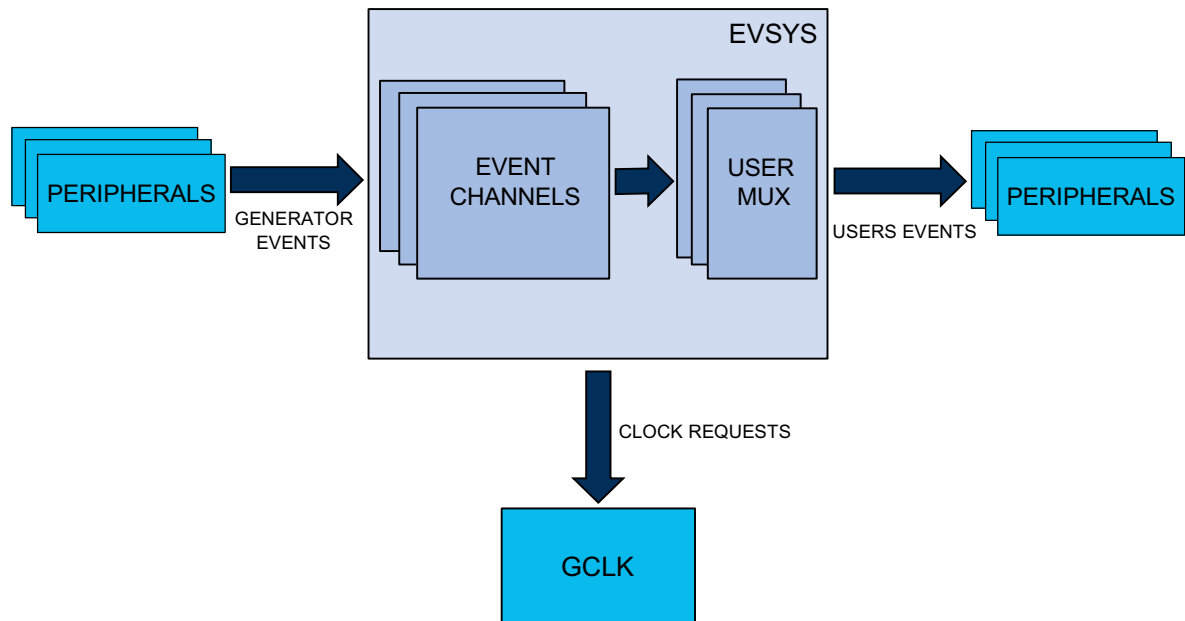 EVSYS
PERIPHERALS
GENERATOR
EVENTS
EVENT
CHANNELS
USER
MUX
USERS EVENTS
PERIPHERALS
CLOCK REQUESTS
GCLK